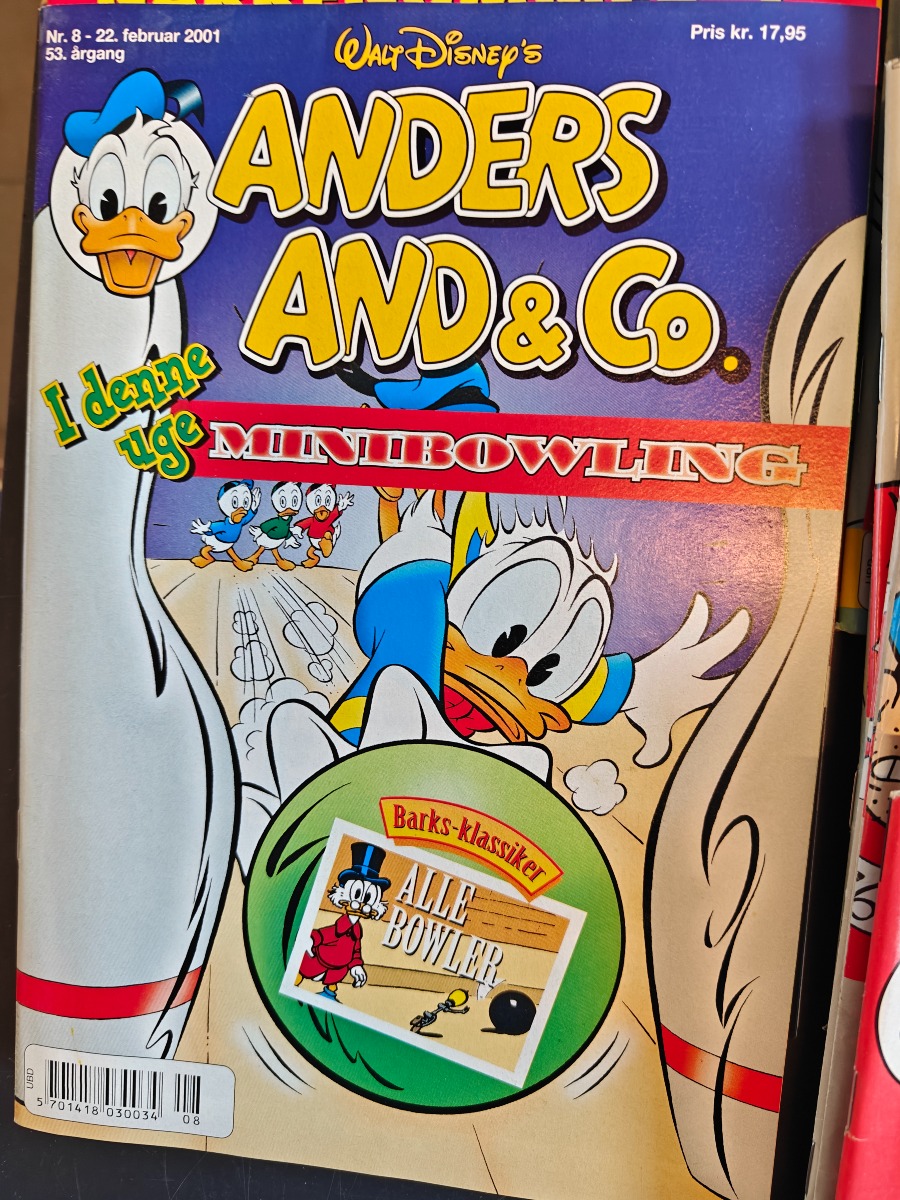 Nr. 8 - 22. februar 2001
53. årgang
Pris kr. 17,95
WALT DISNEY'S
ANDERS
AND & Co.
I denne
uge
MINIBOWLING
Barks-klassiker
ALLE
BOWLER
UBD
5 701418 030034
08